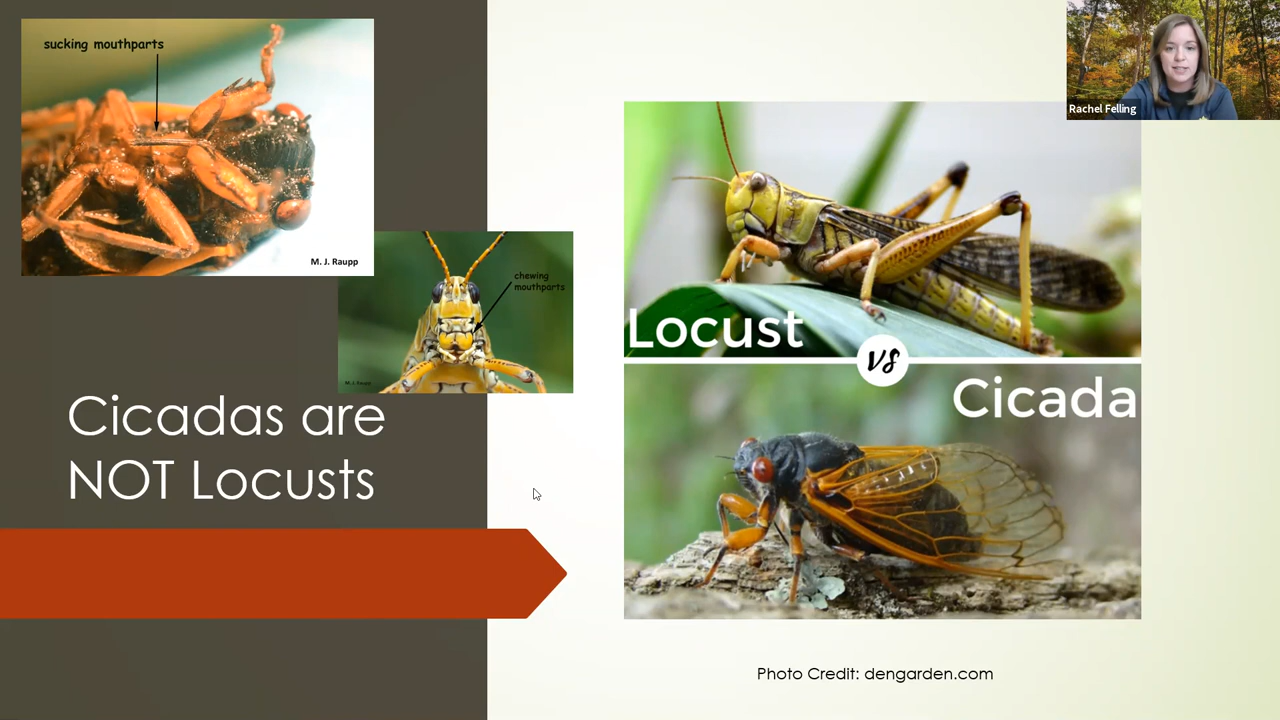 sucking mouthparts
M. J. Raupp
chewing
mouthparts
M. J. Raupp
Cicadas are
NOT Locusts
Locust
vs
Cicada
Photo Credit: dengarden.com
Rachel Felling